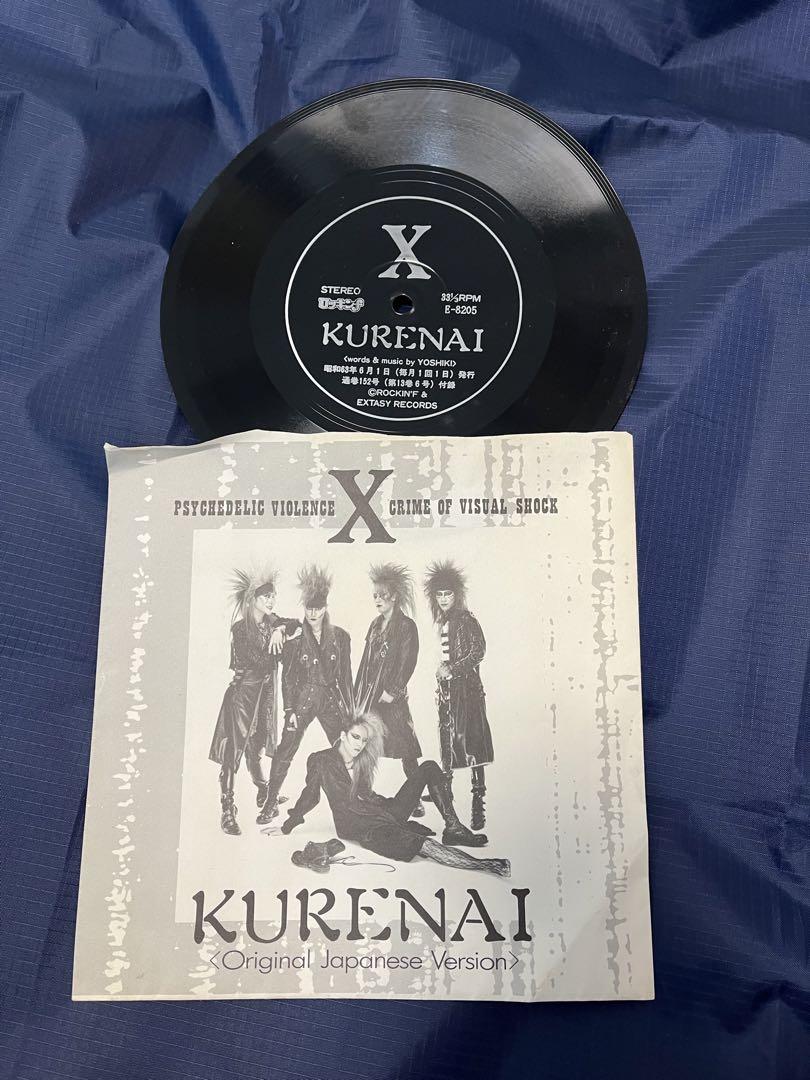 X
STEREO
ロッキンf
33⅓RPM
E-8205
KURENAI
<words & music by YOSHIKI>
昭和63年6月1日（毎月1回1日）発行
通巻152号（第13巻6号）付録
©ROCKIN'F &
EXTASY RECORDS
PSYCHEDELIC VIOLENCE X CRIME OF VISUAL SHOCK
KURENAI
<Original Japanese Version>